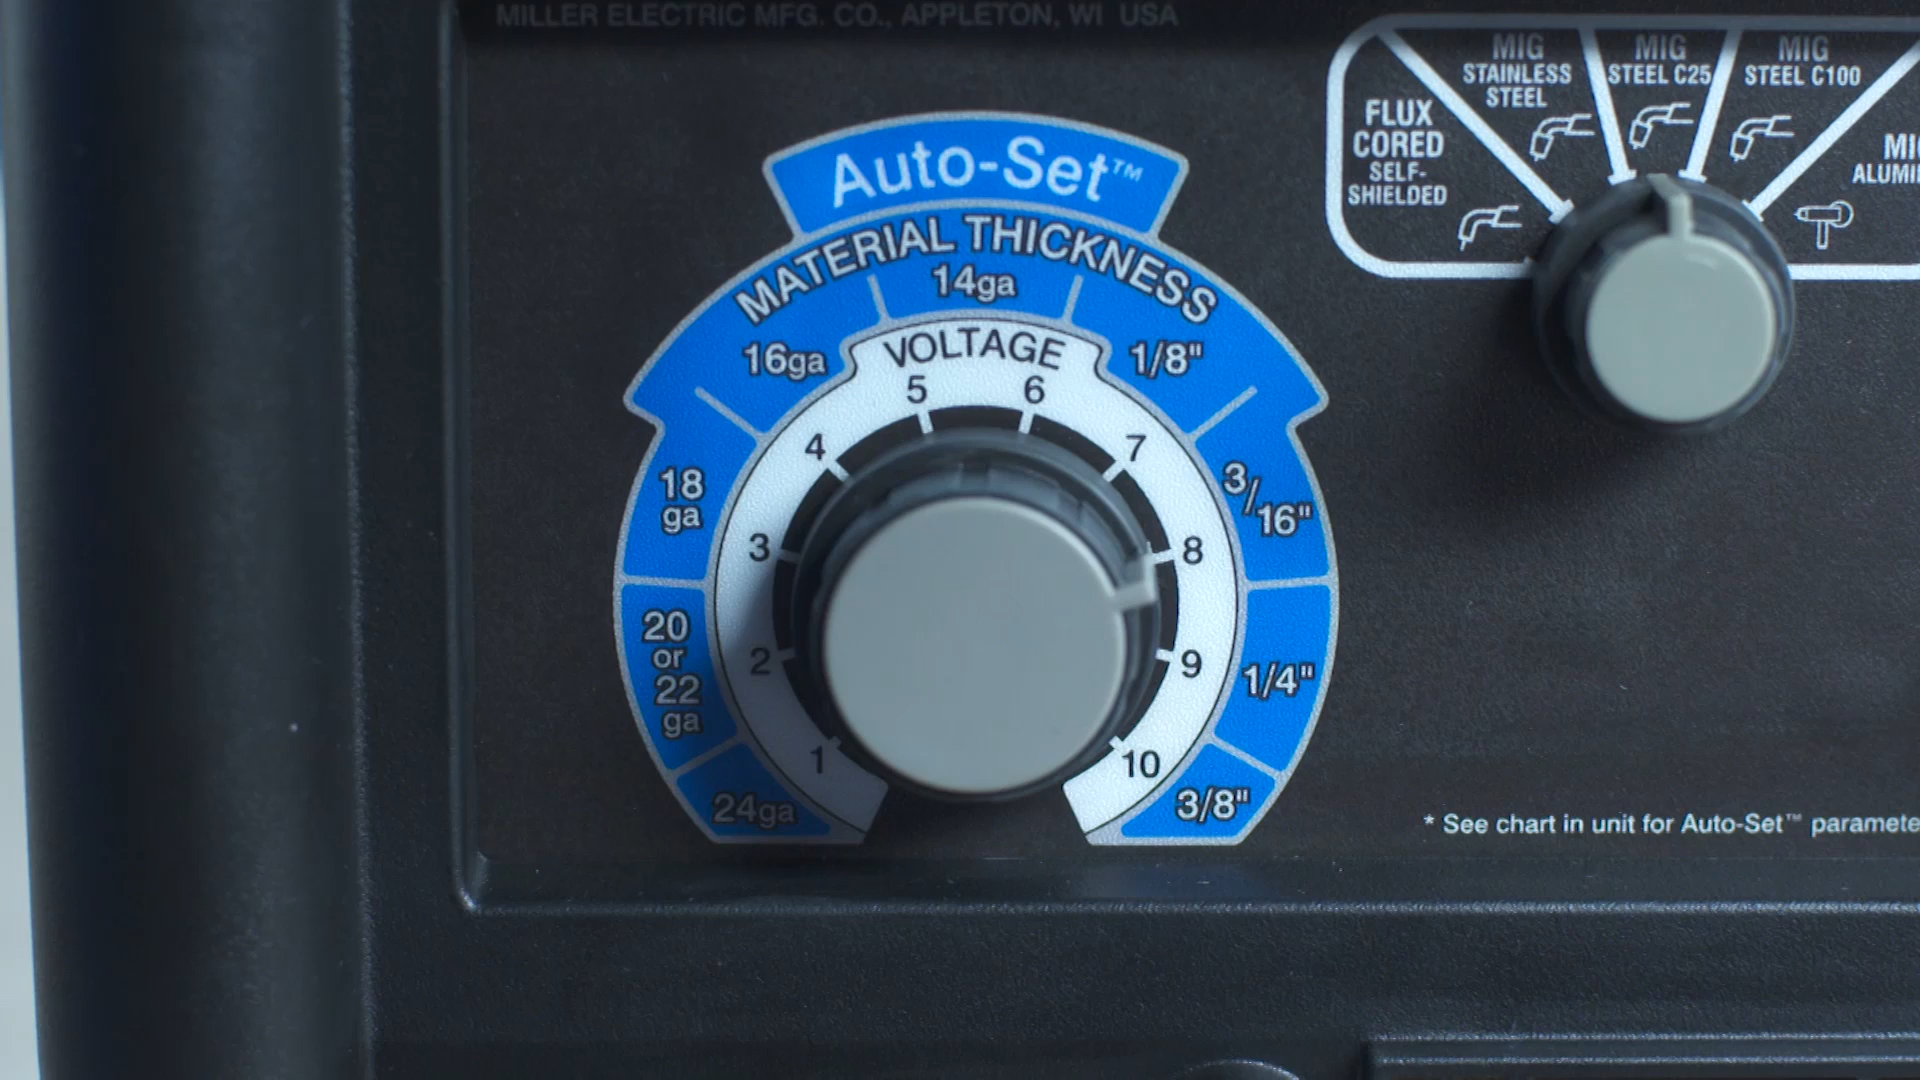 MILLER ELECTRIC MFG. CO., APPLETON, WI USA
Auto-Set™
MATERIAL THICKNESS
24ga
20
or
22
ga
18
ga
16ga
14ga
1/8"
3/16"
1/4"
3/8"
VOLTAGE
1
2
3
4
5
6
7
8
9
10
FLUX
CORED
SELF-
SHIELDED
MIG
STAINLESS
STEEL
MIG
STEEL C25
MIG
STEEL C100
* See chart in unit for Auto-Set™